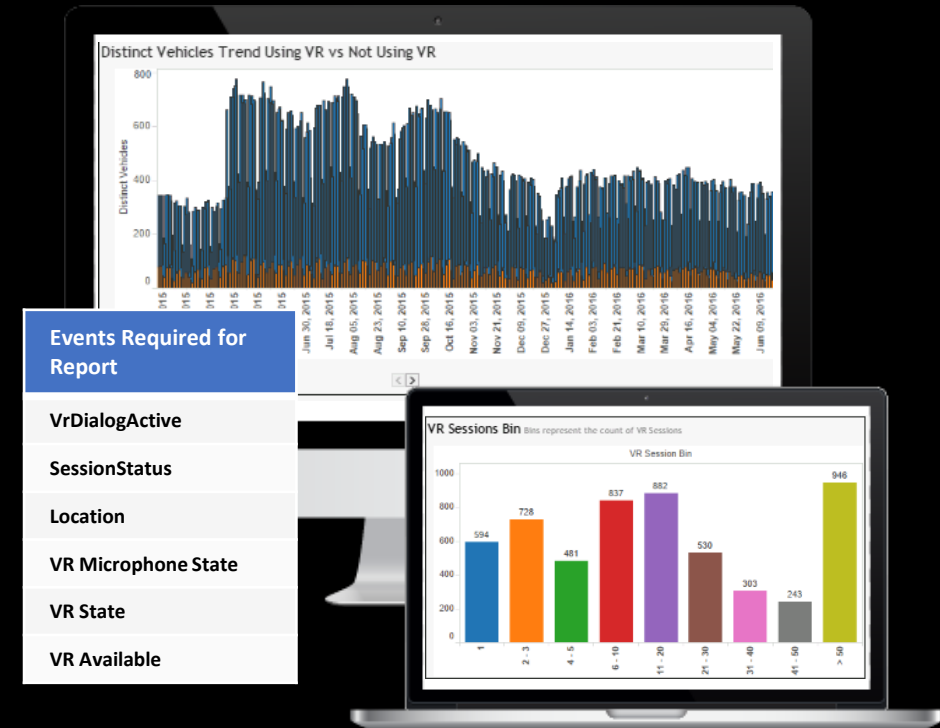 Distinct Vehicles Trend Using VR vs Not Using VR
800
600
400
200
0
Distinct Vehicles
Jun 30, 2015
Jul 18, 2015
Aug 05, 2015
Aug 23, 2015
Sep 10, 2015
Sep 28, 2015
Oct 16, 2015
Nov 03, 2015
Nov 21, 2015
Dec 09, 2015
Dec 27, 2015
Jan 14, 2016
Feb 03, 2016
Feb 21, 2016
Mar 10, 2016
Mar 29, 2016
Apr 16, 2016
May 04, 2016
May 22, 2016
Jun 09, 2016
Events Required for
Report
VrDialogActive
SessionStatus
Location
VR Microphone State
VR State
VR Available
VR Sessions Bin Bins represent the count of VR Sessions
VR Session Bin
1000
800
600
400
200
0
594
728
481
837
882
530
303
243
946
1
2 - 3
4 - 5
6 - 10
11 - 20
21 - 30
31 - 40
41 - 50
> 50